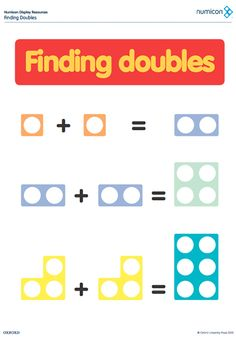 Numicon Display Resources
Finding Doubles
numicon
Finding doubles
+ =
+ =
+ =
OXFORD